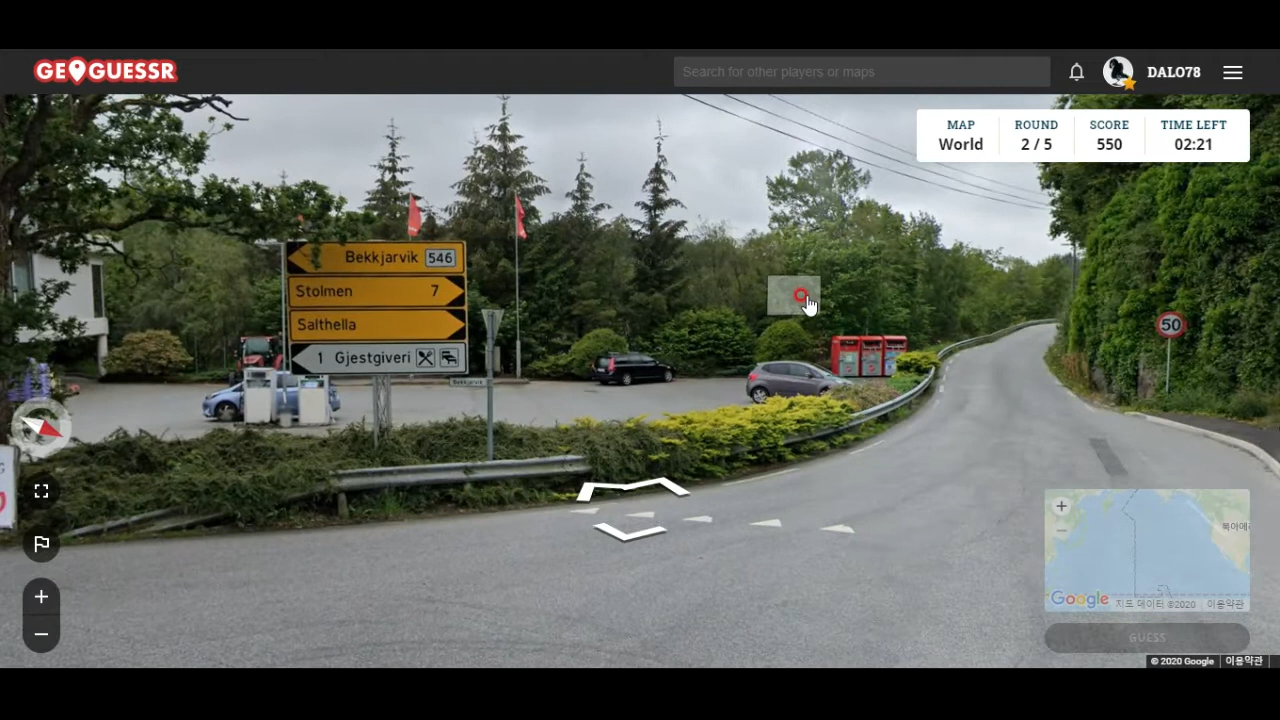 GEOGUESSR
Search for other players or maps
DALO78
MAP ROUND SCORE TIME LEFT
World 2 / 5 550 02:21
Bekkjarvik 546
Stolmen 7
Salthella
1 Gjestgiveri
Bekkjarvik
50
Google
지도 데이터 ©2020 이용약관
GUESS
© 2020 Google 이용약관